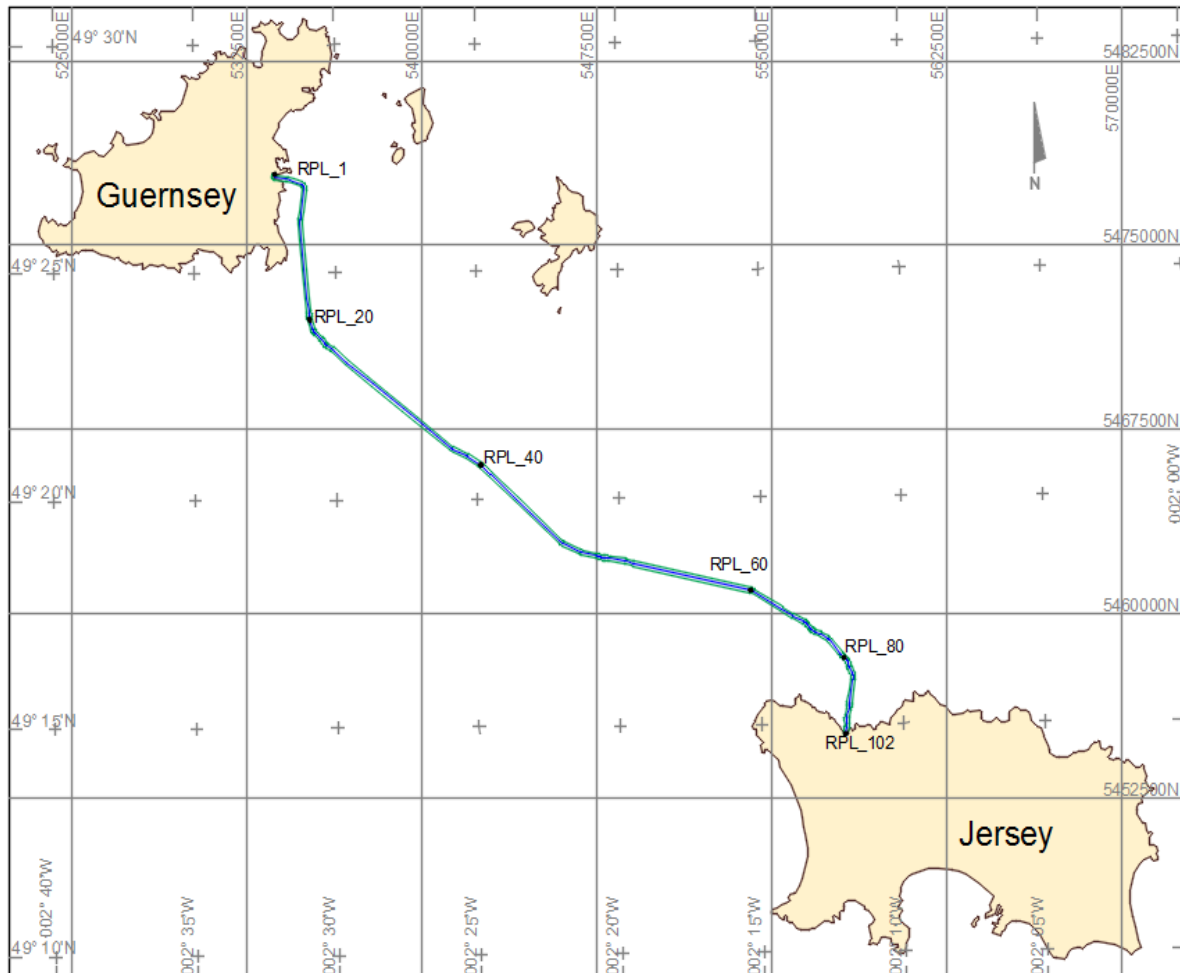 49° 30'N
525000E
532500E
540000E
547500E
555000E
562500E
570000E
5482500N
RPL_1
Guernsey
N
5475000N
49° 25'N
RPL_20
5467500N
RPL_40
002° 00'W
49° 20'N
RPL_60
5460000N
RPL_80
49° 15'N
RPL_102
5452500N
Jersey
002° 40'W
002° 35'W
002° 30'W
002° 25'W
002° 20'W
002° 15'W
002° 10'W
002° 05'W
49° 10'N